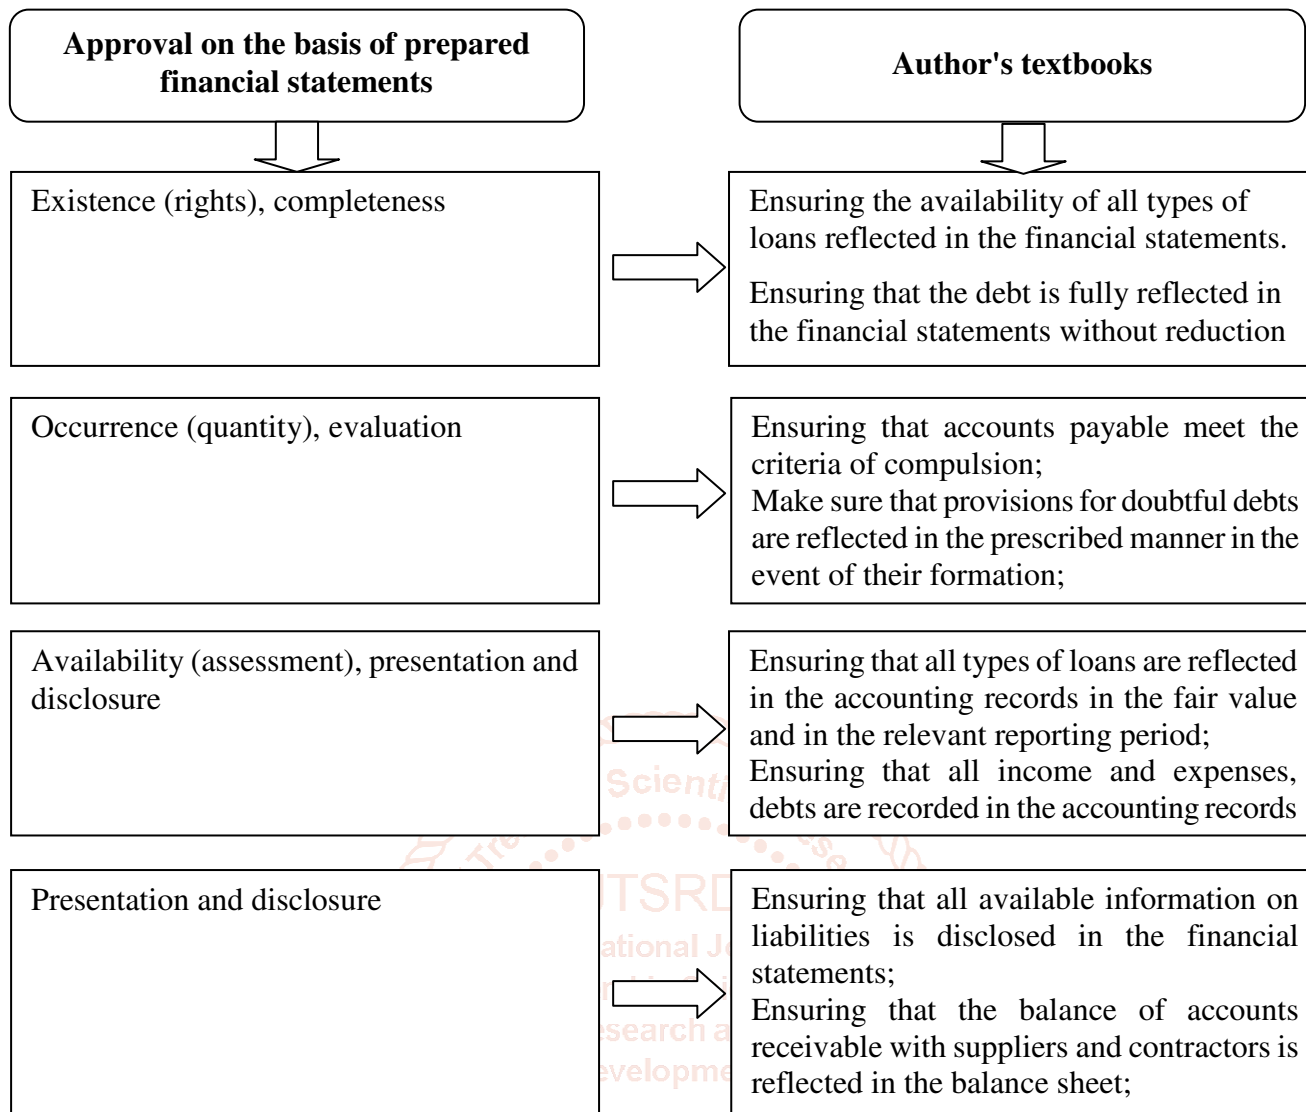 Approval on the basis of prepared
financial statements
Author's textbooks
Existence (rights), completeness
Ensuring the availability of all types of
loans reflected in the financial statements.
Ensuring that the debt is fully reflected in
the financial statements without reduction
Occurrence (quantity), evaluation
Ensuring that accounts payable meet the
criteria of compulsion;
Make sure that provisions for doubtful debts
are reflected in the prescribed manner in the
event of their formation;
Availability (assessment), presentation and
disclosure
Ensuring that all types of loans are reflected
in the accounting records in the fair value
and in the relevant reporting period;
Ensuring that all income and expenses,
debts are recorded in the accounting records
Presentation and disclosure
Ensuring that all available information on
liabilities is disclosed in the financial
statements;
Ensuring that the balance of accounts
receivable with suppliers and contractors is
reflected in the balance sheet;